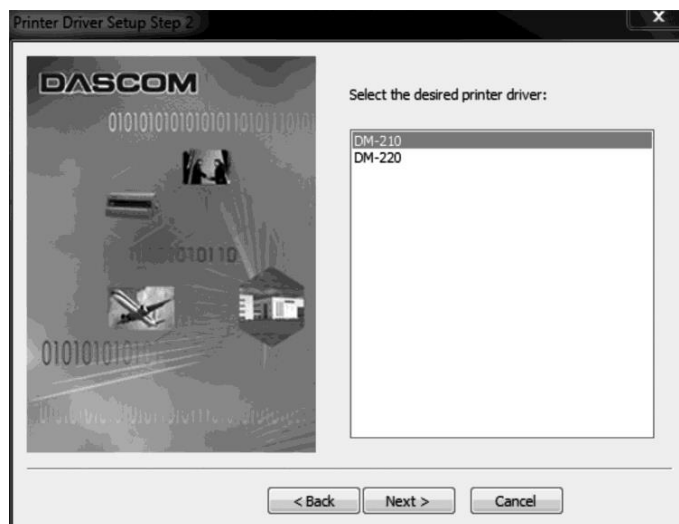 Printer Driver Setup Step 2
X
DASCOM
Select the desired printer driver:
DM-210
DM-220
< Back
Next >
Cancel